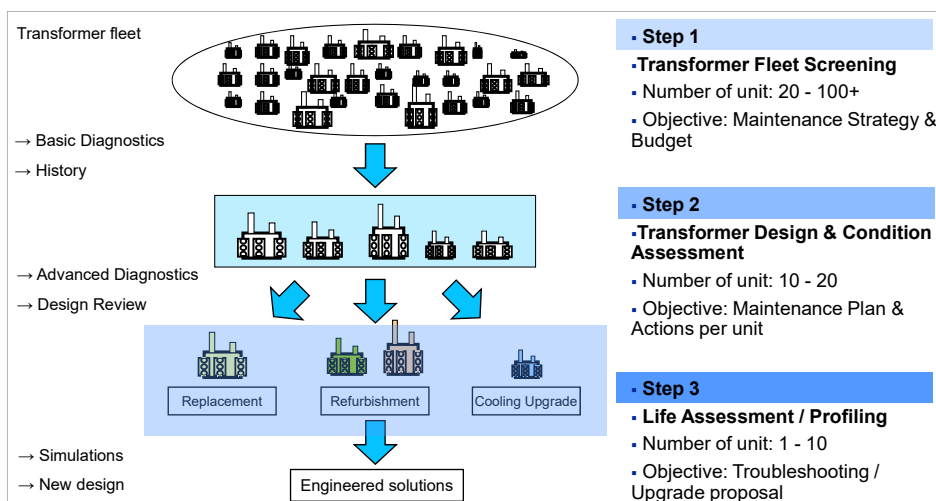 Transformer fleet
→ Basic Diagnostics
→ History
→ Advanced Diagnostics
→ Design Review
Replacement
Refurbishment
Cooling Upgrade
→ Simulations
→ New design
Engineered solutions
▪ Step 1
▪Transformer Fleet Screening
▪ Number of unit: 20 - 100+
▪ Objective: Maintenance Strategy &
Budget
▪ Step 2
▪Transformer Design & Condition
Assessment
▪ Number of unit: 10 - 20
▪ Objective: Maintenance Plan &
Actions per unit
▪ Step 3
▪ Life Assessment / Profiling
▪ Number of unit: 1 - 10
▪ Objective: Troubleshooting /
Upgrade proposal